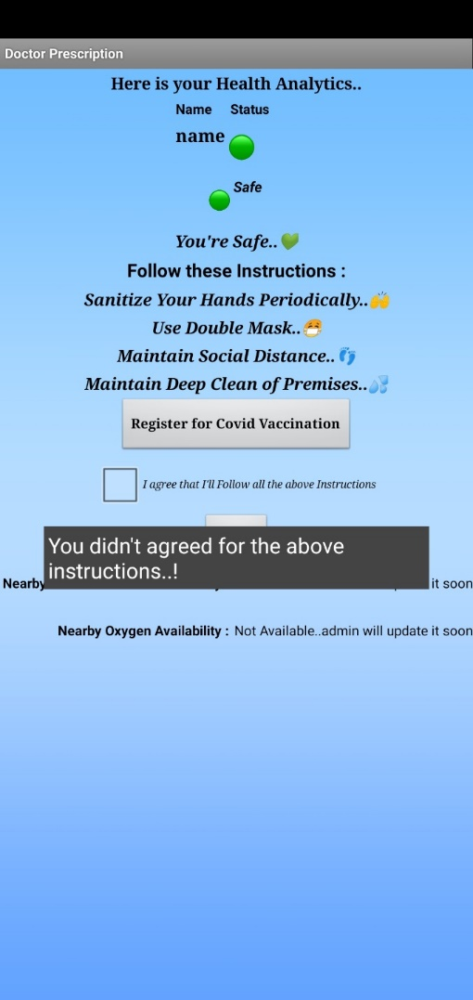 Doctor Prescription
Here is your Health Analytics..
Name Status
name
Safe
You're Safe..💚
Follow these Instructions :
Sanitize Your Hands Periodically..🙌
Use Double Mask..😷
Maintain Social Distance..👣
Maintain Deep Clean of Premises..💦
Register for Covid Vaccination
I agree that I'll Follow all the above Instructions
You didn't agreed for the above
instructions..!
Nearby it soon
Nearby Oxygen Availability : Not Available..admin will update it soon